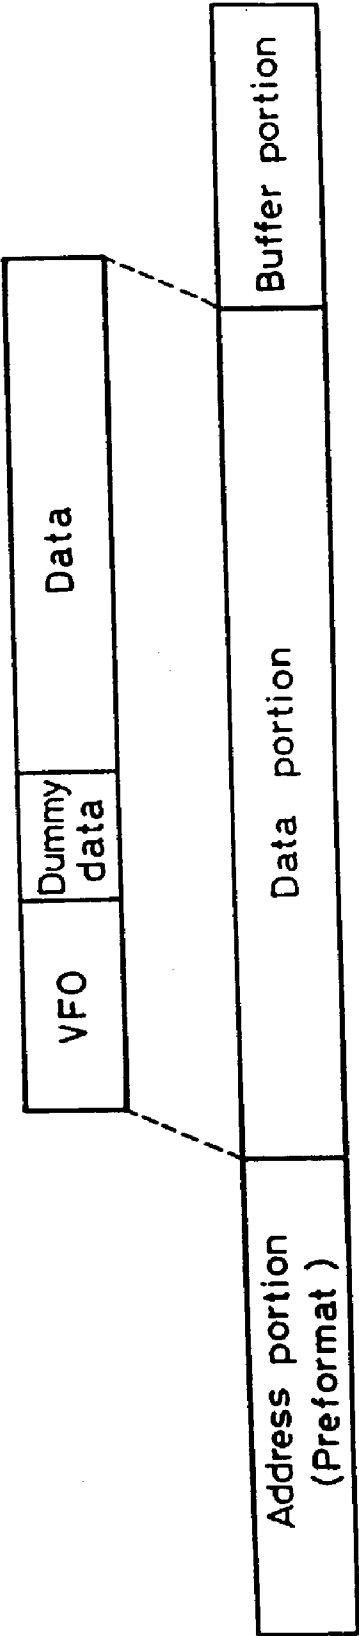 VFO
Dummy
data
Data
Address portion
(Preformat)
Data portion
Buffer portion